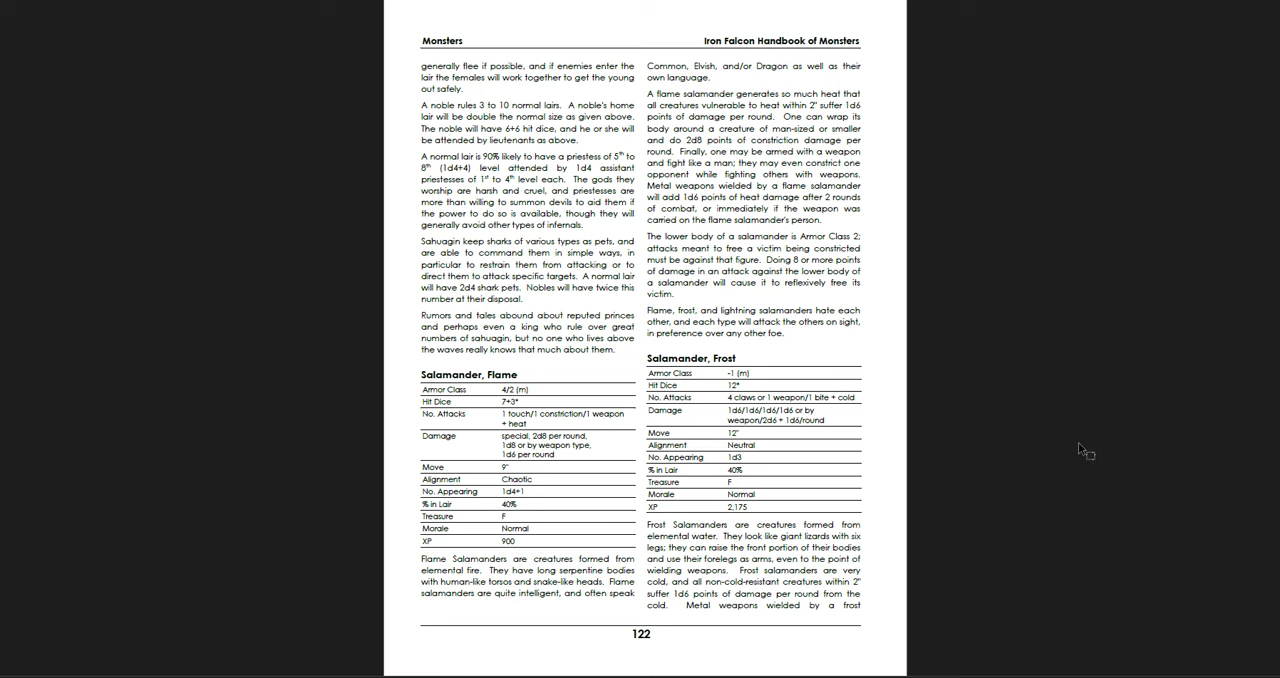 Monsters
Iron Falcon Handbook of Monsters
generally flee if possible, and if enemies enter the
lair the females will work together to get the young
out safely.
A noble rules 3 to 10 normal lairs. A noble's home
lair will be double the normal size as given above.
The noble will have 6+6 hit dice, and he or she will
be attended by lieutenants as above.
A normal lair is 90% likely to have a priestess of 5th to
8th (1d4+4) level attended by 1d4 assistant
priestesses of 1st to 4th level each. The gods they
worship are harsh and cruel, and priestesses are
more than willing to summon devils to aid them if
the power to do so is available, though they will
generally avoid other types of infernals.
Sahuagin keep sharks of various types as pets, and
are able to command them in simple ways, in
particular to restrain them from attacking or to
direct them to attack specific targets. A normal lair
will have 2d4 shark pets. Nobles will have twice this
number at their disposal.
Rumors and tales abound about reputed princes
and perhaps even a king who rule over great
numbers of sahuagin, but no one who lives above
the waves really knows that much about them.
Salamander, Flame
Armor Class 4/2 (m)
Hit Dice 7+3*
No. Attacks 1 touch/1 constriction/1 weapon
+ heat
Damage special, 2d8 per round,
1d8 or by weapon type,
1d6 per round
Move 9"
Alignment Chaotic
No. Appearing 1d4+1
% in Lair 40%
Treasure F
Morale Normal
XP 900
Flame Salamanders are creatures formed from
elemental fire. They have long serpentine bodies
with human-like torsos and snake-like heads. Flame
salamanders are quite intelligent, and often speak
Common, Elvish, and/or Dragon as well as their
own language.
A flame salamander generates so much heat that
all creatures vulnerable to heat within 2" suffer 1d6
points of damage per round. One can wrap its
body around a creature of man-sized or smaller
and do 2d8 points of constriction damage per
round. Finally, one may be armed with a weapon
and fight like a man; they may even constrict one
opponent while fighting others with weapons.
Metal weapons wielded by a flame salamander
will add 1d6 points of heat damage after 2 rounds
of combat, or immediately if the weapon was
carried on the flame salamander's person.
The lower body of a salamander is Armor Class 2;
attacks meant to free a victim being constricted
must be against that figure. Doing 8 or more points
of damage in an attack against the lower body of
a salamander will cause it to reflexively free its
victim.
Flame, frost, and lightning salamanders hate each
other, and each type will attack the others on sight,
in preference over any other foe.
Salamander, Frost
Armor Class -1 (m)
Hit Dice 12*
No. Attacks 4 claws or 1 weapon/1 bite + cold
Damage 1d6/1d6/1d6/1d6 or by
weapon/2d6 + 1d6/round
Move 12"
Alignment Neutral
No. Appearing 1d3
% in Lair 40%
Treasure F
Morale Normal
XP 2,175
Frost Salamanders are creatures formed from
elemental water. They look like giant lizards with six
legs; they can raise the front portion of their bodies
and use their forelegs as arms, even to the point of
wielding weapons. Frost salamanders are very
cold, and all non-cold-resistant creatures within 2"
suffer 1d6 points of damage per round from the
cold. Metal weapons wielded by a frost
122